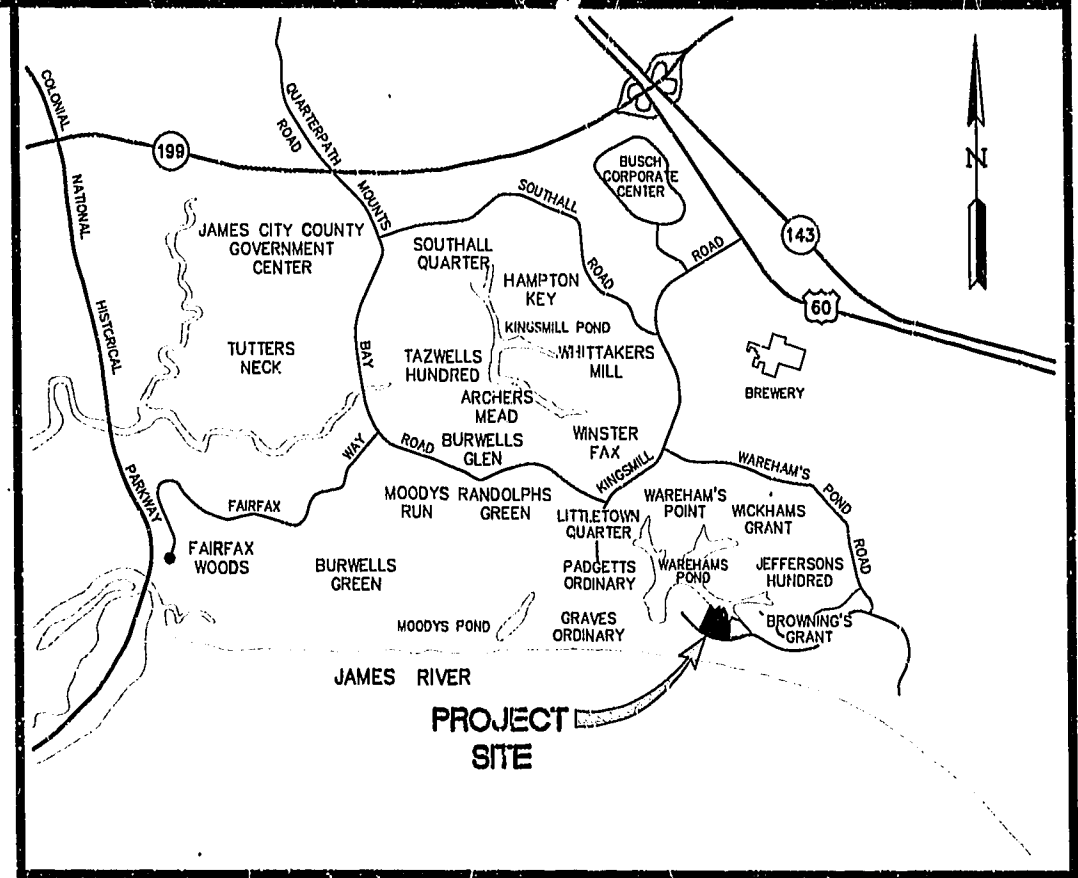 COLONIAL
NATIONAL
HISTORICAL
PARKWAY
199
QUARTERPATH
ROAD
MOUNTS
BAY
ROAD
SOUTHALL
ROAD
BUSCH
CORPORATE
CENTER
ROAD
143
60
N
JAMES CITY COUNTY
GOVERNMENT
CENTER
SOUTHALL
QUARTER
HAMPTON
KEY
KINGSMILL POND
TUTTERS
NECK
TAZWELLS
HUNDRED
WHITTAKERS
MILL
BREWERY
ARCHERS
MEAD
BURWELLS
GLEN
WINSTER
FAX
KINGSMILL
WAREHAM'S
POND
ROAD
FAIRFAX
WAY
MOODYS
RUN
RANDOLPHS
GREEN
LITTLETOWN
QUARTER
WAREHAM'S
POINT
WICKHAMS
GRANT
FAIRFAX
WOODS
BURWELLS
GREEN
PADGETTS
ORDINARY
WAREHAMS
POND
JEFFERSONS
HUNDRED
MOODYS POND
GRAVES
ORDINARY
BROWNING'S
GRANT
JAMES RIVER
PROJECT
SITE